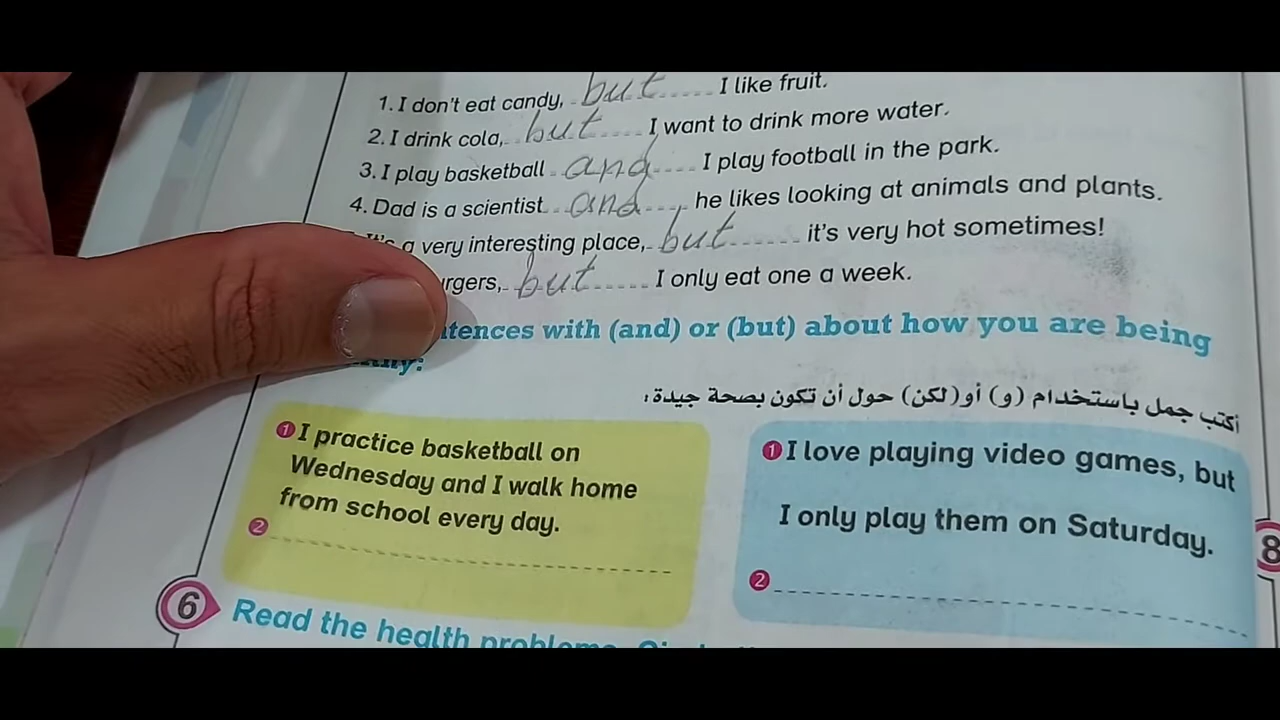 1. I don't eat candy, but I like fruit.
2. I drink cola, but I want to drink more water.
3. I play basketball and I play football in the park.
4. Dad is a scientist and he likes looking at animals and plants.
It's a very interesting place, but it's very hot sometimes!
but I only eat one a week.
with (and) or (but) about how you are being
أكتب جمل باستخدام (و) أو (لكن) حول أن تكون بصحة جيدة:
1 I practice basketball on
Wednesday and I walk home
from school every day.
2
1 I love playing video games, but
I only play them on Saturday.
2
8
6 Read the health